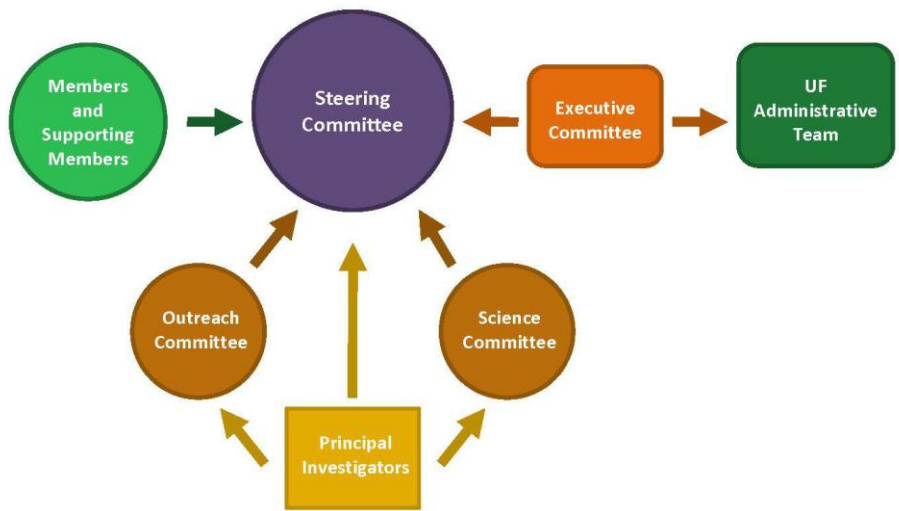 Members
and
Supporting
Members
Steering
Committee
Executive
Committee
UF
Administrative
Team
Outreach
Committee
Science
Committee
Principal
Investigators